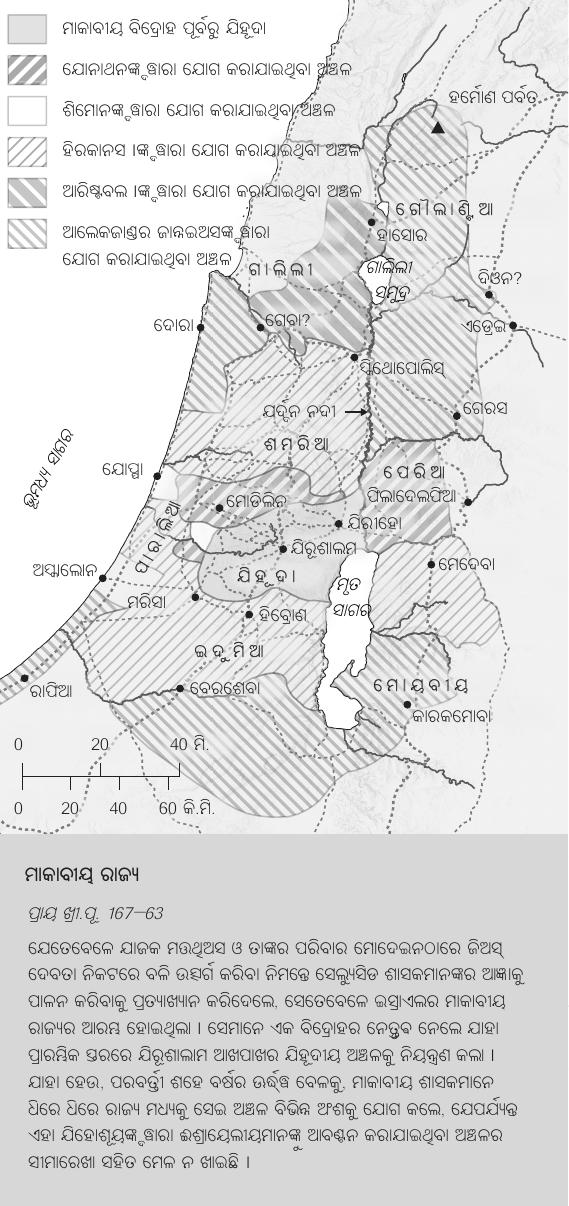 ମାକାବୀୟ ବିଦ୍ରୋହ ପୂର୍ବରୁ ଯିହୂଦା
ଯୋନାଥନଙ୍କ ଦ୍ୱାରା ଯୋଗ କରାଯାଇଥିବା ଅଞ୍ଚଳ
ଶିମୋନଙ୍କ ଦ୍ୱାରା ଯୋଗ କରାଯାଇଥିବା ଅଞ୍ଚଳ
ହିରକାନସ Iଙ୍କ ଦ୍ୱାରା ଯୋଗ କରାଯାଇଥିବା ଅଞ୍ଚଳ
ଆରିଷ୍ଟବଲ Iଙ୍କ ଦ୍ୱାରା ଯୋଗ କରାଯାଇଥିବା ଅଞ୍ଚଳ
ଆଲେକଜାଣ୍ଡର ଜାନ୍ନଇଅସଙ୍କ ଦ୍ୱାରା
ଯୋଗ କରାଯାଇଥିବା ଅଞ୍ଚଳ
ହର୍ମୋଣ ପର୍ବତ
ଗୌଲାଣ୍ଟିଆ
ହାସୋର
ଗାଲିଲୀ
ଗାଲିଲୀ
ସମୁଦ୍ର
ଦିଓନ?
ଦୋରା
ଗେବା?
ଏଡ୍ରେଇ
ସ୍କିଥୋପୋଲିସ୍
ଯର୍ଦ୍ଦନ ନଦୀ
ଗେରସ
ଶମରିଆ
ଭୂମଧ୍ୟ ସାଗର
ଯୋପ୍ପା
ପେରିଆ
ଫିଲାଦେଲଫିଆ
ମୋଡିଲିନ
ଯିରୀହୋ
ପାରାଲିଆ
ଯିରୂଶାଲମ
ଅସ୍କାଲୋନ
ଯିହୂଦା
ମୃତ
ସାଗର
ମେଦେବା
ମରିସା
ହିବ୍ରୋଣ
ଇଦୁମିଆ
ରାପିଆ
ବେରଶେବା
ମୋୟବୀୟ
କାରକମୋବା
0 20 40 ମି.
0 20 40 60 କି.ମି.
ମାକାବୀୟ ରାଜ୍ୟ
ପ୍ରାୟ ଖ୍ରୀ.ପୂ. 167–63
ଯେତେବେଳେ ଯାଜକ ମତ୍ତଥିଅସ ଓ ତାଙ୍କର ପରିବାର ମୋଦେଇନଠାରେ ଜିଅସ୍
ଦେବତା ନିକଟରେ ବଳି ଉତ୍ସର୍ଗ କରିବା ନିମନ୍ତେ ସେଲ୍ୟୁସିଡ ଶାସକମାନଙ୍କର ଆଜ୍ଞାକୁ
ପାଳନ କରିବାକୁ ପ୍ରତ୍ୟାଖ୍ୟାନ କରିଦେଲେ, ସେତେବେଳେ ଇସ୍ରାଏଲର ମାକାବୀୟ
ରାଜ୍ୟର ଆରମ୍ଭ ହୋଇଥିଲା । ସେମାନେ ଏକ ବିଦ୍ରୋହର ନେତୃତ୍ୱ ନେଲେ ଯାହା
ପ୍ରାରମ୍ଭିକ ସ୍ତରରେ ଯିରୂଶାଲାମ ଆଖପାଖର ଯିହୂଦୀୟ ଅଞ୍ଚଳକୁ ନିୟନ୍ତ୍ରଣ କଲା ।
ଯାହା ହେଉ, ପରବର୍ତ୍ତୀ ଶହେ ବର୍ଷର ଊର୍ଦ୍ଧ୍ୱ ବେଳକୁ, ମାକାବୀୟ ଶାସକମାନେ
ଧିରେ ଧିରେ ରାଜ୍ୟ ମଧ୍ୟକୁ ସେଇ ଅଞ୍ଚଳ ବିଭିନ୍ନ ଅଂଶକୁ ଯୋଗ କଲେ, ଯେପର୍ଯ୍ୟନ୍ତ
ଏହା ଯିହୋଶୂୟଙ୍କ ଦ୍ୱାରା ଈଶ୍ରାୟେଲୀୟମାନଙ୍କୁ ଆବଣ୍ଟନ କରାଯାଇଥିବା ଅଞ୍ଚଳର
ସୀମାରେଖା ସହିତ ମେଳ ନ ଖାଇଛି ।